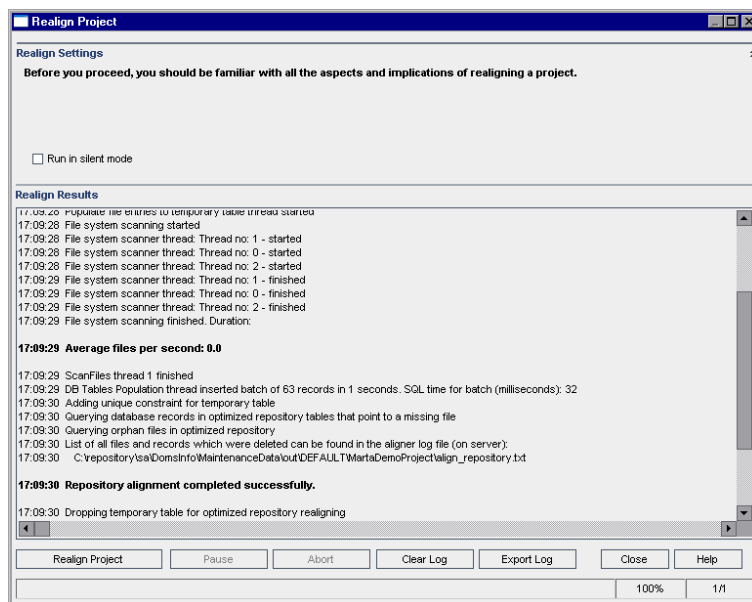 Realign Project
Realign Settings
Before you proceed, you should be familiar with all the aspects and implications of realigning a project.
Run in silent mode
Realign Results
17:09:28 Populate file entries to temporary table thread started
17:09:28 File system scanning started
17:09:28 File system scanner thread: Thread no: 1 - started
17:09:28 File system scanner thread: Thread no: 0 - started
17:09:28 File system scanner thread: Thread no: 2 - started
17:09:29 File system scanner thread: Thread no: 1 - finished
17:09:29 File system scanner thread: Thread no: 0 - finished
17:09:29 File system scanner thread: Thread no: 2 - finished
17:09:29 File system scanning finished. Duration:
17:09:29 Average files per second: 0.0
17:09:29 ScanFiles thread 1 finished
17:09:29 DB Tables Population thread inserted batch of 63 records in 1 seconds. SQL time for batch (milliseconds): 32
17:09:30 Adding unique constraint for temporary table
17:09:30 Querying database records in optimized repository tables that point to a missing file
17:09:30 Querying orphan files in optimized repository
17:09:30 List of all files and records which were deleted can be found in the aligner log file (on server):
17:09:30 C:\repository\sa\DomsInfo\MaintenanceData\out\DEFAULT\MartaDemoProject\align_repository.txt
17:09:30 Repository alignment completed successfully.
17:09:30 Dropping temporary table for optimized repository realigning
Realign Project Pause Abort Clear Log Export Log Close Help
100% 1/1